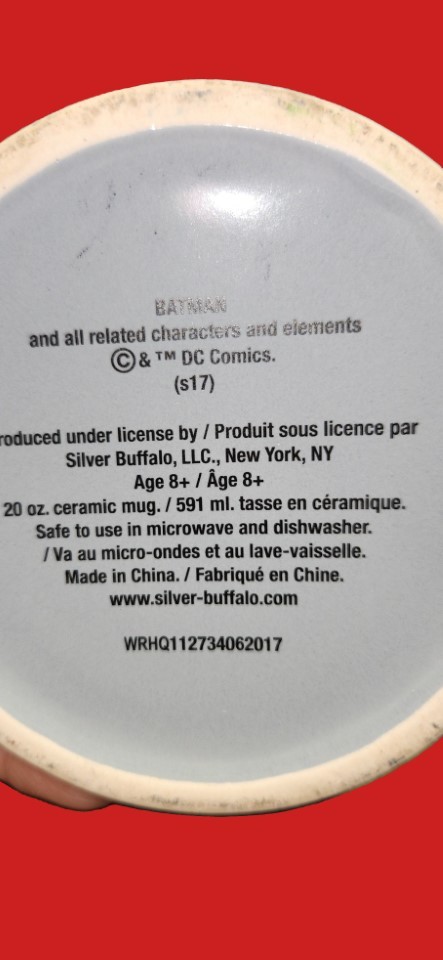 BATMAN
and all related characters and elements
© & ™ DC Comics.
(s17)
roduced under license by / Produit sous licence par
Silver Buffalo, LLC., New York, NY
Age 8+ / Âge 8+
20 oz. ceramic mug. / 591 ml. tasse en céramique.
Safe to use in microwave and dishwasher.
/ Va au micro-ondes et au lave-vaisselle.
Made in China. / Fabriqué en Chine.
www.silver-buffalo.com
WRHQ112734062017